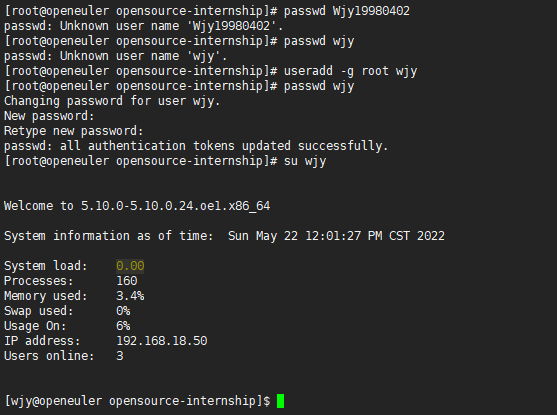 [root@openeuler opensource-internship]# passwd Wjy19980402
passwd: Unknown user name 'Wjy19980402'.
[root@openeuler opensource-internship]# passwd wjy
passwd: Unknown user name 'wjy'.
[root@openeuler opensource-internship]# useradd -g root wjy
[root@openeuler opensource-internship]# passwd wjy
Changing password for user wjy.
New password:
Retype new password:
passwd: all authentication tokens updated successfully.
[root@openeuler opensource-internship]# su wjy
Welcome to 5.10.0-5.10.0.24.oe1.x86_64
System information as of time:  Sun May 22 12:01:27 PM CST 2022
System load:    0.00
Processes:      160
Memory used:    3.4%
Swap used:      0%
Usage On:       6%
IP address:     192.168.18.50
Users online:   3
[wjy@openeuler opensource-internship]$